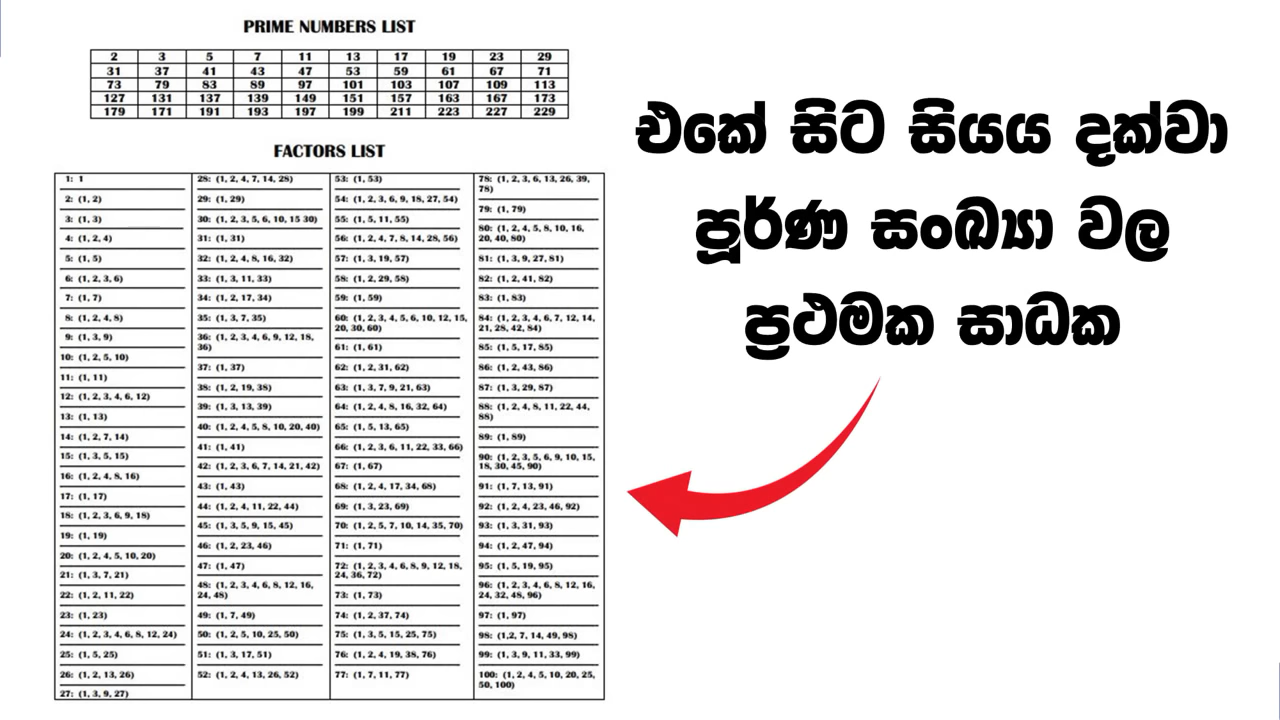 PRIME NUMBERS LIST
2 3 5 7 11 13 17 19 23 29
31 37 41 43 47 53 59 61 67 71
73 79 83 89 97 101 103 107 109 113
127 131 137 139 149 151 157 163 167 173
179 171 191 193 197 199 211 223 227 229
FACTORS LIST
1: 1
2: (1, 2)
3: (1, 3)
4: (1, 2, 4)
5: (1, 5)
6: (1, 2, 3, 6)
7: (1, 7)
8: (1, 2, 4, 8)
9: (1, 3, 9)
10: (1, 2, 5, 10)
11: (1, 11)
12: (1, 2, 3, 4, 6, 12)
13: (1, 13)
14: (1, 2, 7, 14)
15: (1, 3, 5, 15)
16: (1, 2, 4, 8, 16)
17: (1, 17)
18: (1, 2, 3, 6, 9, 18)
19: (1, 19)
20: (1, 2, 4, 5, 10, 20)
21: (1, 3, 7, 21)
22: (1, 2, 11, 22)
23: (1, 23)
24: (1, 2, 3, 4, 6, 8, 12, 24)
25: (1, 5, 25)
26: (1, 2, 13, 26)
27: (1, 3, 9, 27)
28: (1, 2, 4, 7, 14, 28)
29: (1, 29)
30: (1, 2, 3, 5, 6, 10, 15 30)
31: (1, 31)
32: (1, 2, 4, 8, 16, 32)
33: (1, 3, 11, 33)
34: (1, 2, 17, 34)
35: (1, 3, 7, 35)
36: (1, 2, 3, 4, 6, 9, 12, 18,
36)
37: (1, 37)
38: (1, 2, 19, 38)
39: (1, 3, 13, 39)
40: (1, 2, 4, 5, 8, 10, 20, 40)
41: (1, 41)
42: (1, 2, 3, 6, 7, 14, 21, 42)
43: (1, 43)
44: (1, 2, 4, 11, 22, 44)
45: (1, 3, 5, 9, 15, 45)
46: (1, 2, 23, 46)
47: (1, 47)
48: (1, 2, 3, 4, 6, 8, 12, 16,
24, 48)
49: (1, 7, 49)
50: (1, 2, 5, 10, 25, 50)
51: (1, 3, 17, 51)
52: (1, 2, 4, 13, 26, 52)
53: (1, 53)
54: (1, 2, 3, 6, 9, 18, 27, 54)
55: (1, 5, 11, 55)
56: (1, 2, 4, 7, 8, 14, 28, 56)
57: (1, 3, 19, 57)
58: (1, 2, 29, 58)
59: (1, 59)
60: (1, 2, 3, 4, 5, 6, 10, 12, 15,
20, 30, 60)
61: (1, 61)
62: (1, 2, 31, 62)
63: (1, 3, 7, 9, 21, 63)
64: (1, 2, 4, 8, 16, 32, 64)
65: (1, 5, 13, 65)
66: (1, 2, 3, 6, 11, 22, 33, 66)
67: (1, 67)
68: (1, 2, 4, 17, 34, 68)
69: (1, 3, 23, 69)
70: (1, 2, 5, 7, 10, 14, 35, 70)
71: (1, 71)
72: (1, 2, 3, 4, 6, 8, 9, 12, 18,
24, 36, 72)
73: (1, 73)
74: (1, 2, 37, 74)
75: (1, 3, 5, 15, 25, 75)
76: (1, 2, 4, 19, 38, 76)
77: (1, 7, 11, 77)
78: (1, 2, 3, 6, 13, 26, 39,
78)
79: (1, 79)
80: (1, 2, 4, 5, 8, 10, 16,
20, 40, 80)
81: (1, 3, 9, 27, 81)
82: (1, 2, 41, 82)
83: (1, 83)
84: (1, 2, 3, 4, 6, 7, 12, 14,
21, 28, 42, 84)
85: (1, 5, 17, 85)
86: (1, 2, 43, 86)
87: (1, 3, 29, 87)
88: (1, 2, 4, 8, 11, 22, 44,
88)
89: (1, 89)
90: (1, 2, 3, 5, 6, 9, 10, 15,
18, 30, 45, 90)
91: (1, 7, 13, 91)
92: (1, 2, 4, 23, 46, 92)
93: (1, 3, 31, 93)
94: (1, 2, 47, 94)
95: (1, 5, 19, 95)
96: (1, 2, 3, 4, 6, 8, 12, 16,
24, 32, 48, 96)
97: (1, 97)
98: (1,2, 7, 14, 49, 98)
99: (1, 3, 9, 11, 33, 99)
100: (1, 2, 4, 5, 10, 20, 25,
50, 100)
එකේ සිට සියය දක්වා
පූර්ණ සංඛ්‍යා වල
ප්‍රථමක සාධක